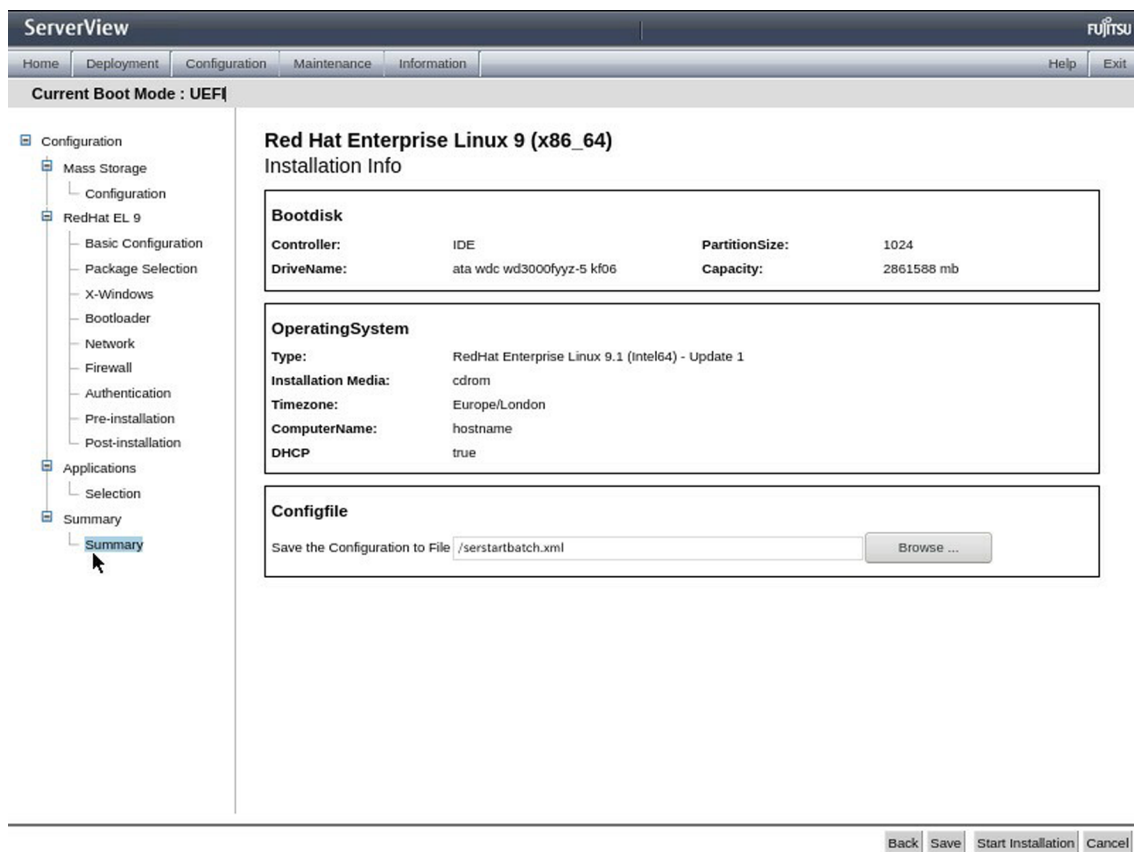 ServerView
FUJITSU
Home Deployment Configuration Maintenance Information Help Exit
Current Boot Mode : UEFI
Configuration
Mass Storage
Configuration
RedHat EL 9
Basic Configuration
Package Selection
X-Windows
Bootloader
Network
Firewall
Authentication
Pre-installation
Post-installation
Applications
Selection
Summary
Summary
Red Hat Enterprise Linux 9 (x86_64)
Installation Info
Bootdisk
Controller: IDE PartitionSize: 1024
DriveName: ata wdc wd3000fyyz-5 kf06 Capacity: 2861588 mb
OperatingSystem
Type: RedHat Enterprise Linux 9.1 (Intel64) - Update 1
Installation Media: cdrom
Timezone: Europe/London
ComputerName: hostname
DHCP true
Configfile
Save the Configuration to File /serstartbatch.xml Browse ...
Back Save Start Installation Cancel